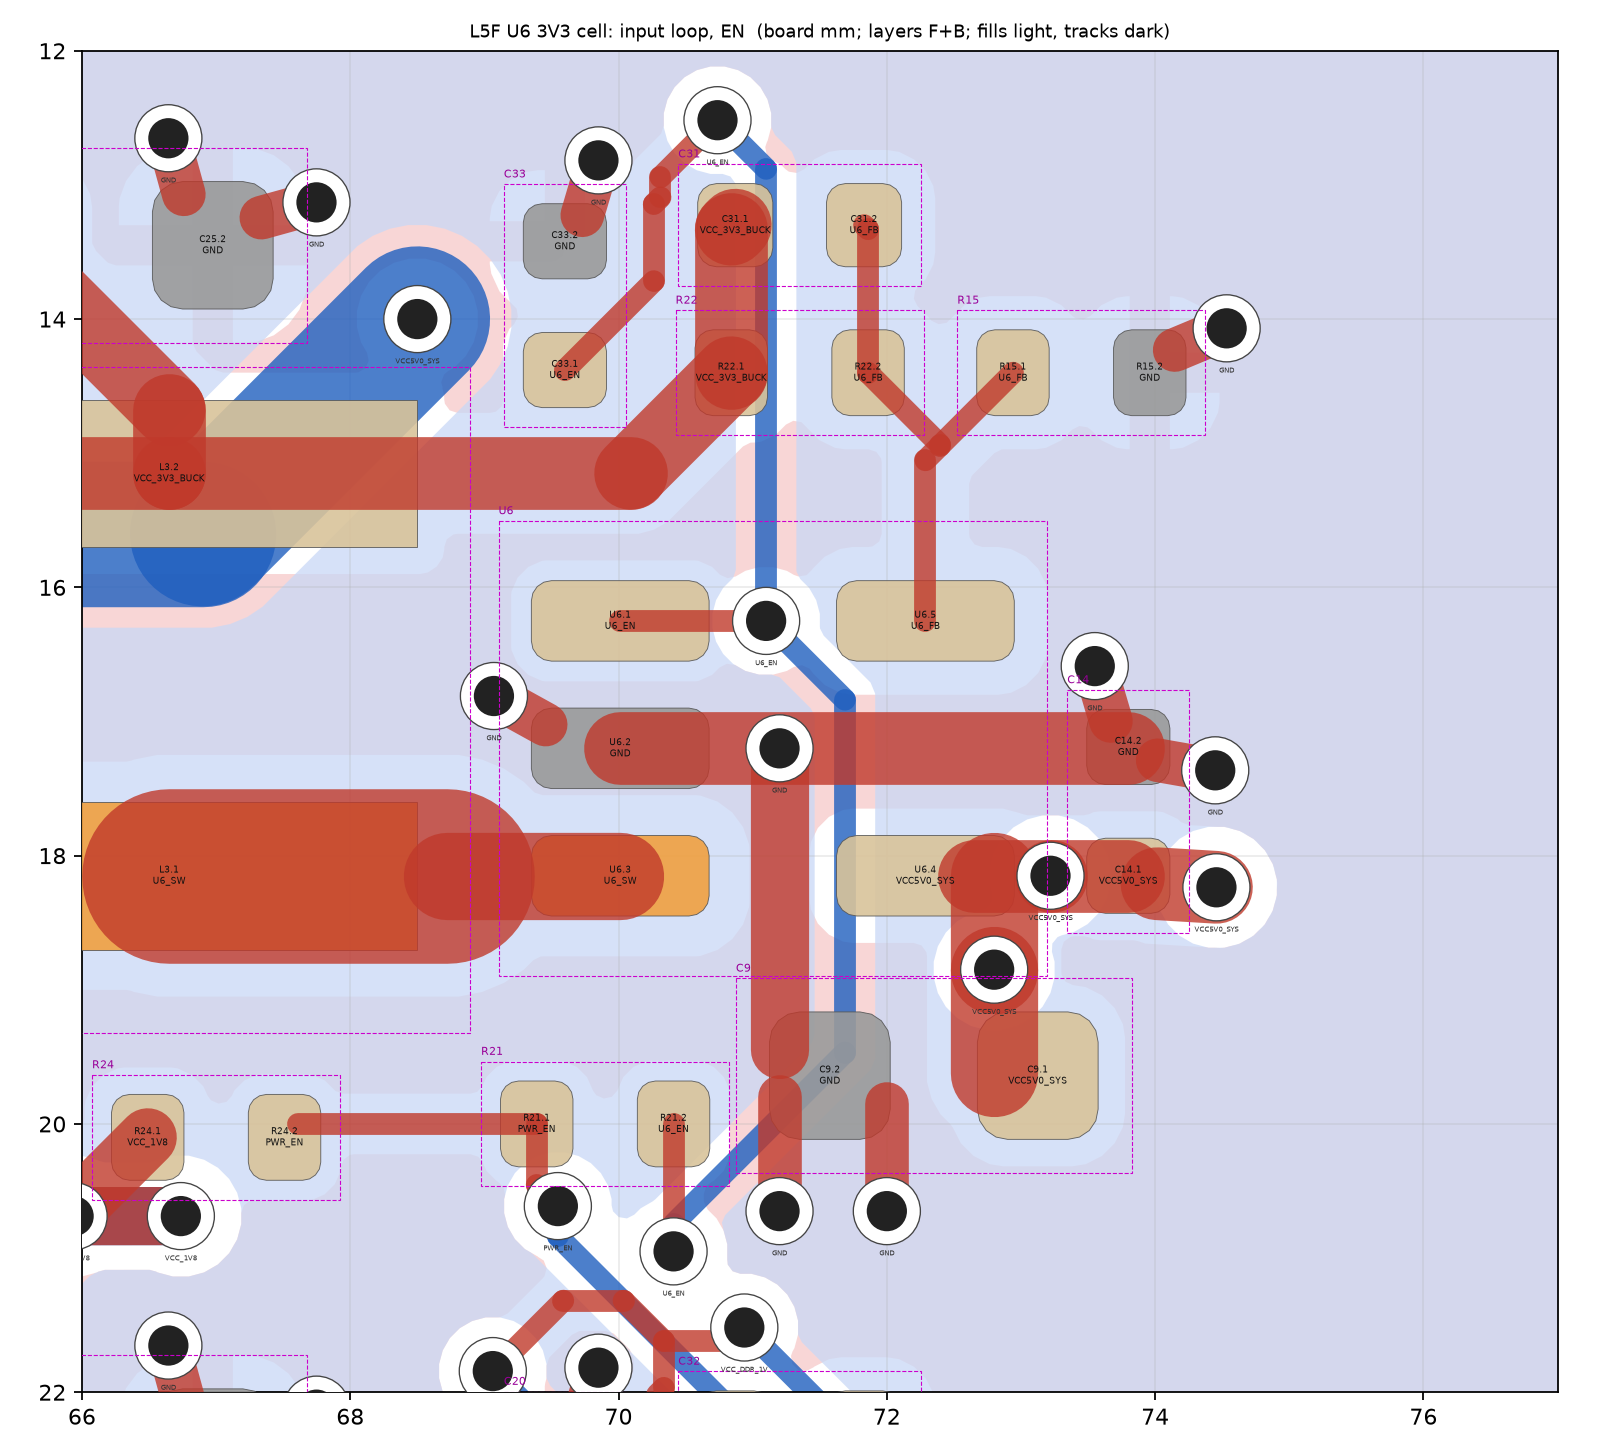 L5F U6 3V3 cell: input loop, EN  (board mm; layers F+B; fills light, tracks dark)
12
14
16
18
20
22
66
68
70
72
74
76
GND
C25.2
GND
GND
VCC5V0_SYS
C33
C33.2
GND
GND
C33.1
U6_EN
U6_EN
C31
C31.1
VCC_3V3_BUCK
C31.2
U6_FB
R22
R22.1
VCC_3V3_BUCK
R22.2
U6_FB
R15
R15.1
U6_FB
R15.2
GND
GND
L3.2
VCC_3V3_BUCK
U6
U6.1
U6_EN
U6_EN
U6.5
U6_FB
GND
U6.2
GND
GND
C14
GND
C14.2
GND
GND
L3.1
U6_SW
U6.3
U6_SW
U6.4
VCC5V0_SYS
VCC5V0_SYS
C14.1
VCC5V0_SYS
VCC5V0_SYS
VCC5V0_SYS
C9
C9.2
GND
C9.1
VCC5V0_SYS
R24
R24.1
VCC_1V8
R24.2
PWR_EN
R21
R21.1
PWR_EN
R21.2
U6_EN
V8
VCC_1V8
PWR_EN
U6_EN
GND
GND
VCC_DDR_1V
GND
C20
C32